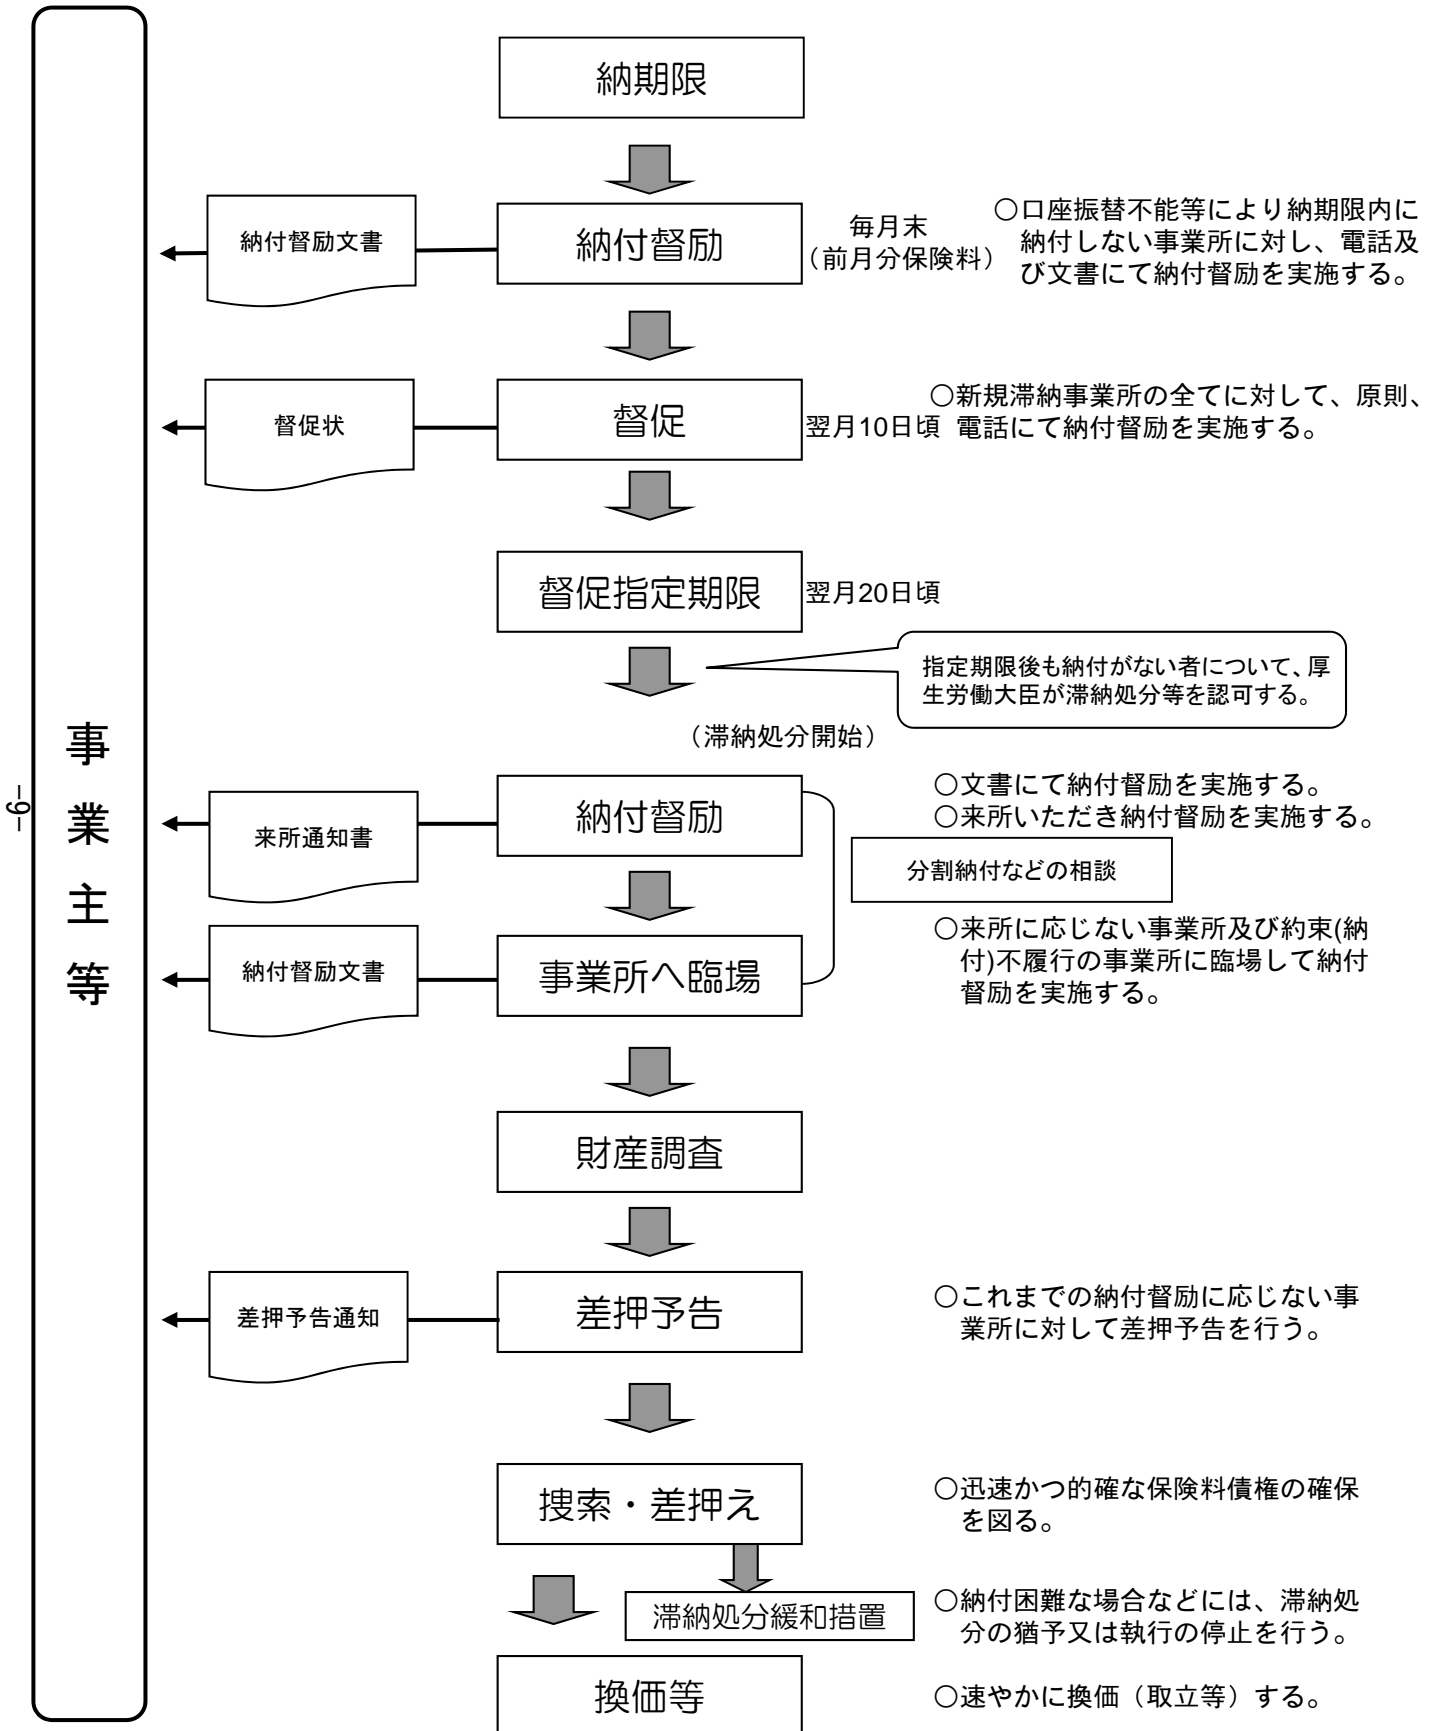 納期限
納付督励文書
納付督励
毎月末
（前月分保険料）
○口座振替不能等により納期限内に
納付しない事業所に対し、電話及
び文書にて納付督励を実施する。
督促状
督促
翌月10日頃
○新規滞納事業所の全てに対して、原則、
電話にて納付督励を実施する。
督促指定期限
翌月20日頃
指定期限後も納付がない者について、厚
生労働大臣が滞納処分等を認可する。
（滞納処分開始）
事業主等
−6−
来所通知書
納付督励
○文書にて納付督励を実施する。
○来所いただき納付督励を実施する。
分割納付などの相談
納付督励文書
事業所へ臨場
○来所に応じない事業所及び約束(納
付)不履行の事業所に臨場して納付
督励を実施する。
財産調査
差押予告通知
差押予告
○これまでの納付督励に応じない事
業所に対して差押予告を行う。
捜索・差押え
○迅速かつ的確な保険料債権の確保
を図る。
滞納処分緩和措置
○納付困難な場合などには、滞納処
分の猶予又は執行の停止を行う。
換価等
○速やかに換価（取立等）する。